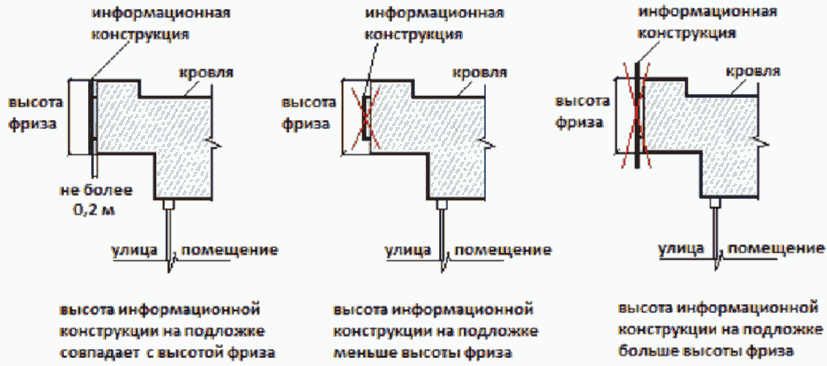 информационная
конструкция
кровля
высота
фриза
не более
0,2 м
улица
помещение
высота информационной
конструкции на подложке
совпадает с высотой фриза
информационная
конструкция
кровля
высота
фриза
улица
помещение
высота информационной
конструкции на подложке
меньше высоты фриза
информационная
конструкция
кровля
высота
фриза
улица
помещение
высота информационной
конструкции на подложке
больше высоты фриза